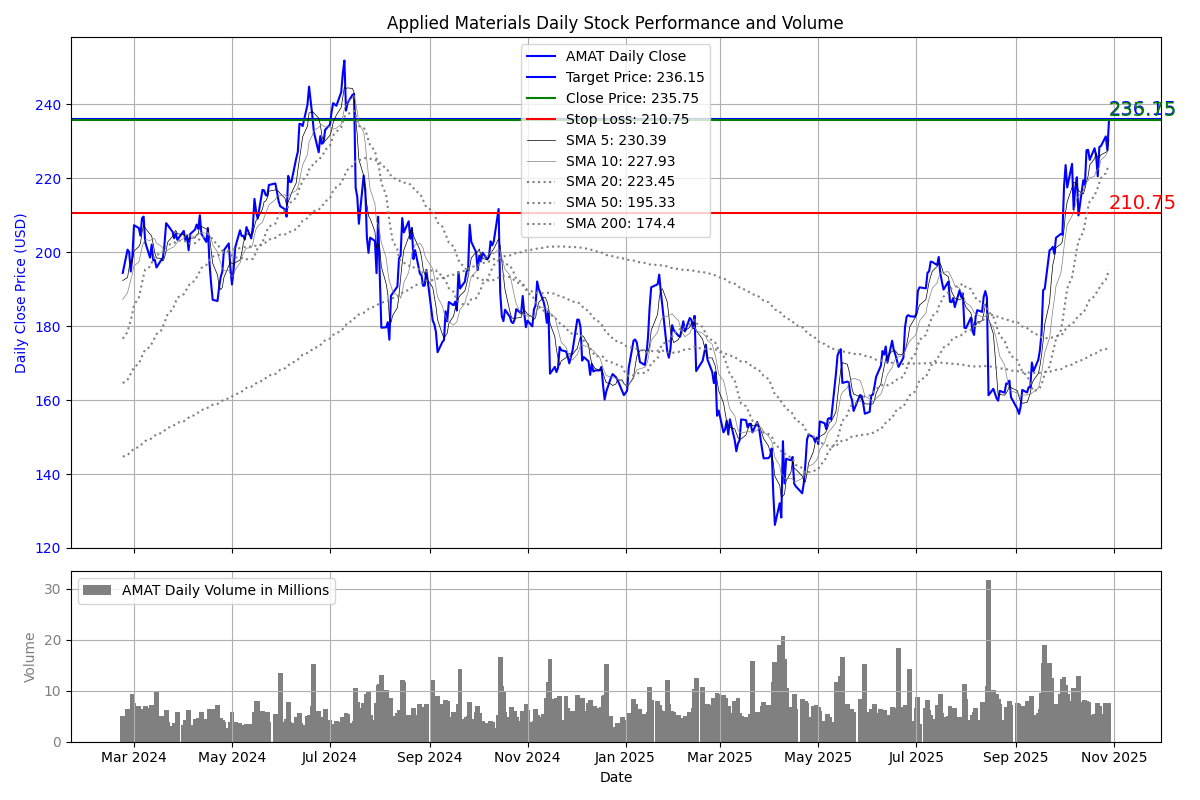 Applied Materials Daily Stock Performance and Volume
AMAT Daily Close
Target Price: 236.15
Close Price: 235.75
Stop Loss: 210.75
SMA 5: 230.39
SMA 10: 227.93
SMA 20: 223.45
SMA 50: 195.33
SMA 200: 174.4
236.15
210.75
Daily Close Price (USD)
240
220
200
180
160
140
120
AMAT Daily Volume in Millions
Volume
30
20
10
0
Mar 2024 May 2024 Jul 2024 Sep 2024 Nov 2024 Jan 2025 Mar 2025 May 2025 Jul 2025 Sep 2025 Nov 2025
Date